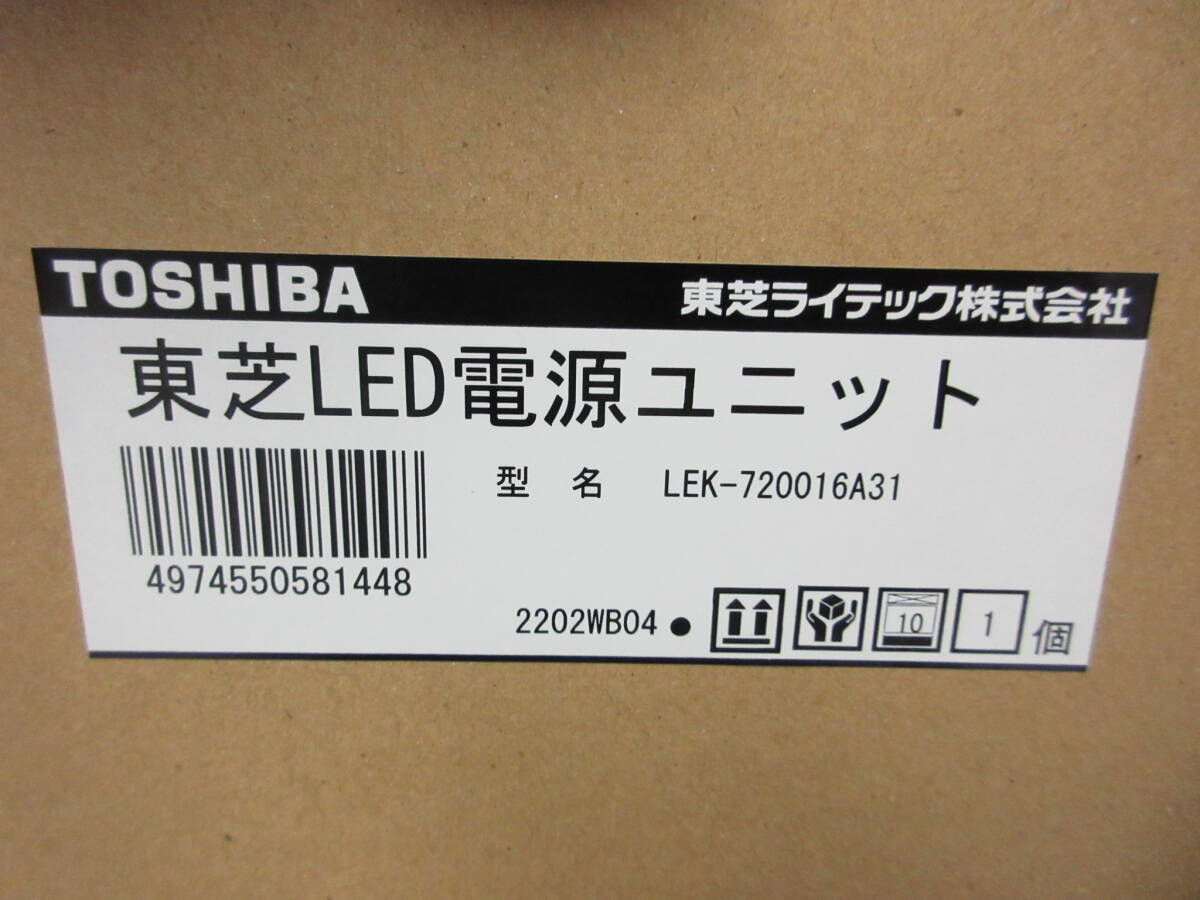 TOSHIBA 東芝ライテック株式会社
東芝LED電源ユニット
型名 LEK-720016A31
4974550581448
2202WB04 ● 10 1 個